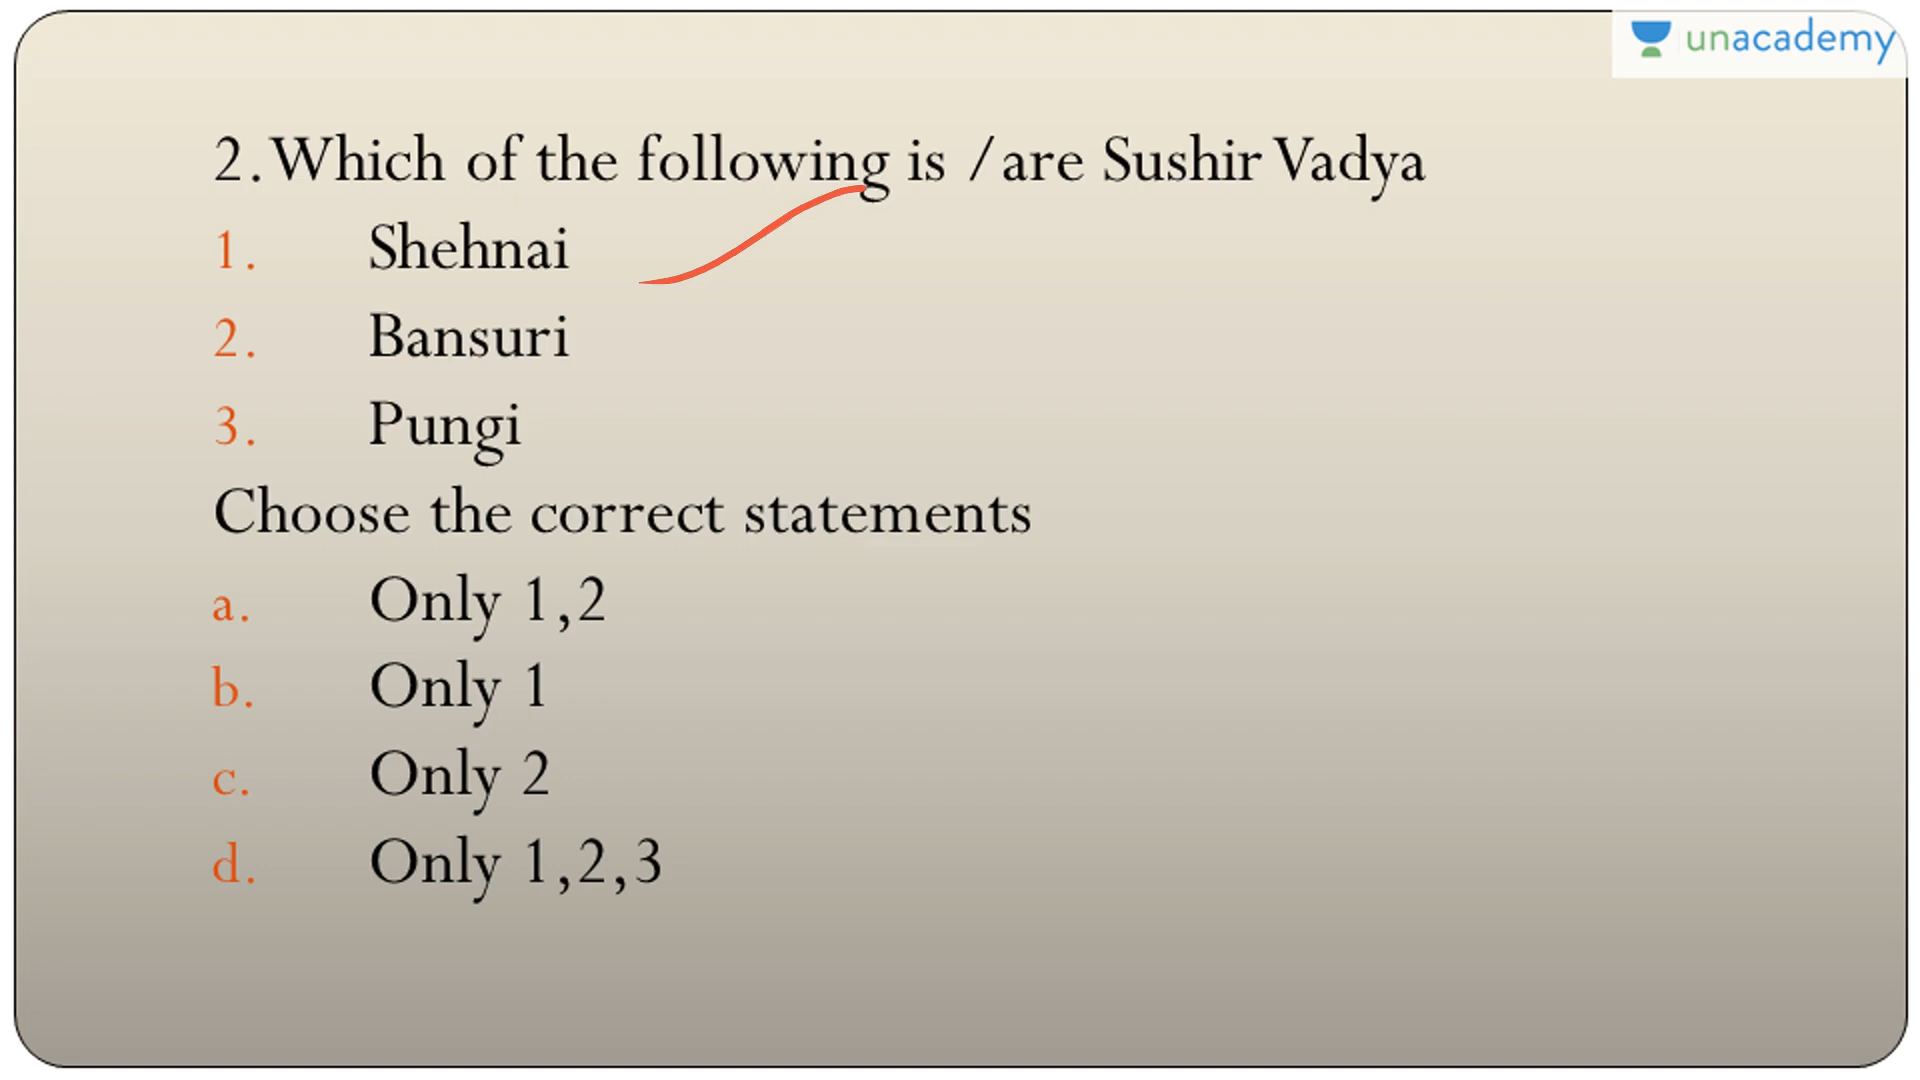 unacademy
2. Which of the following is /are Sushir Vadya
1. Shehnai
2. Bansuri
3. Pungi
Choose the correct statements
a. Only 1,2
b. Only 1
c. Only 2
d. Only 1,2,3